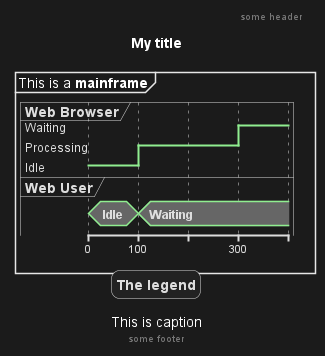 some header
My title
This is a mainframe
Web Browser
Waiting
Processing
Idle
Web User
Idle Waiting
0 100 300
The legend
This is caption
some footer